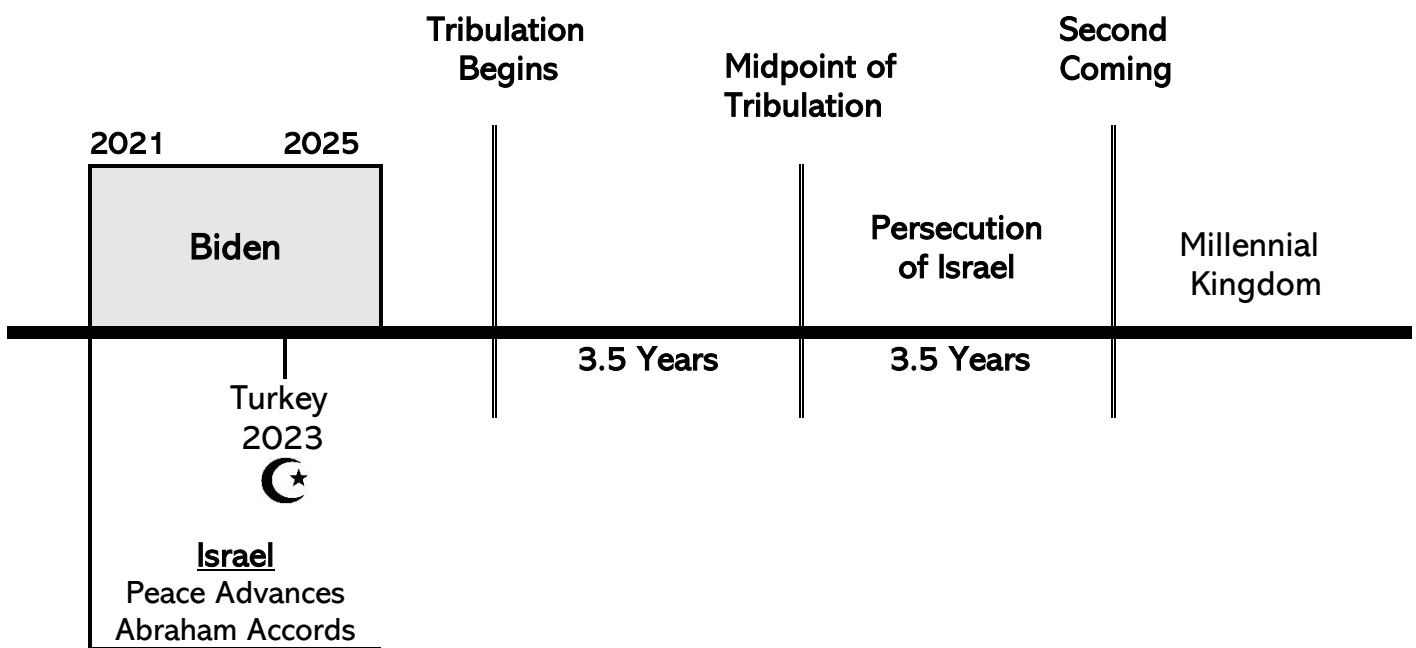 Tribulation
Begins
Midpoint of
Tribulation
Second
Coming
2021
2025
Biden
Persecution
of Israel
Millennial
Kingdom
3.5 Years
3.5 Years
Turkey
2023
Israel
Peace Advances
Abraham Accords